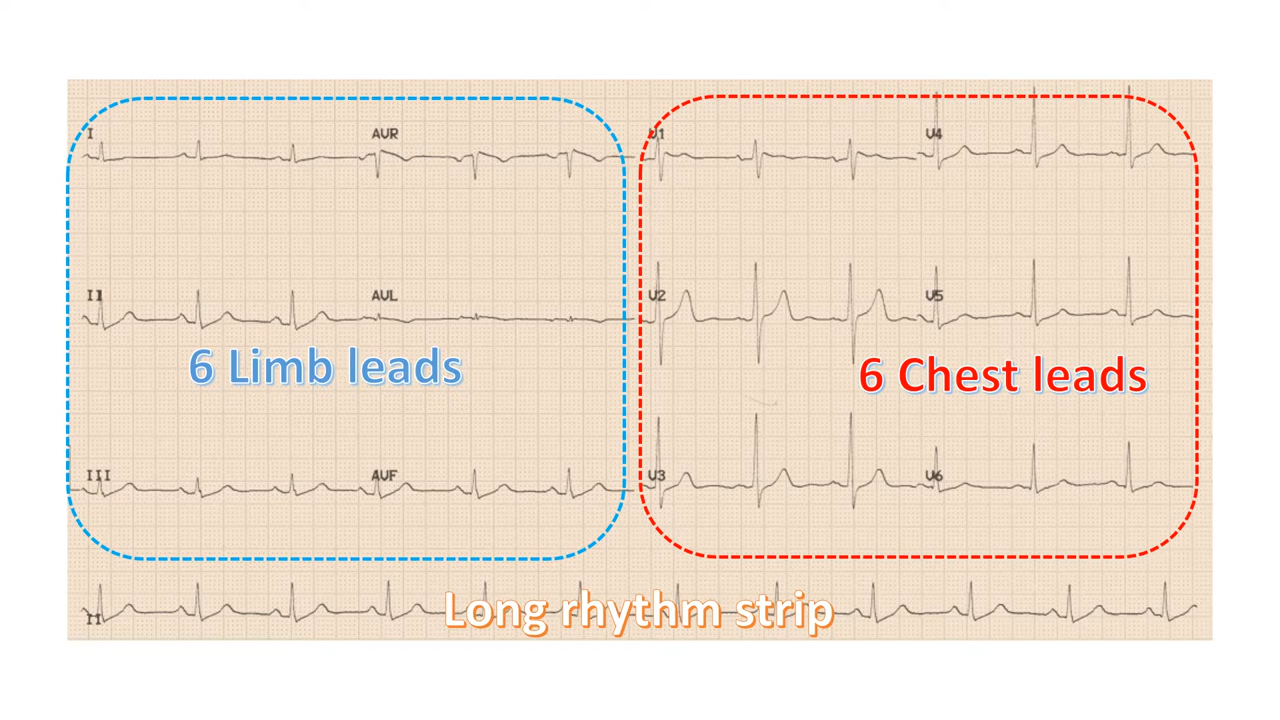 I AVR V1 V4
II AVL V2 V5
6 Limb leads 6 Chest leads
III AVF V3 V6
Long rhythm strip
II